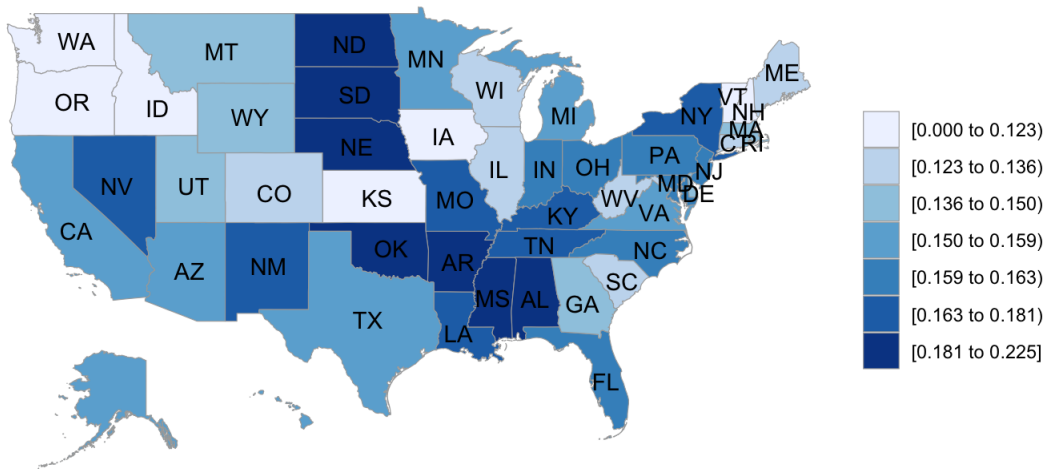 WA
MT
ND
MN
ME
OR
ID
SD
WI
VT
NH
WY
MI
NY
MA
IA
CT
RI
NE
PA
IL
IN
OH
NJ
NV
UT
CO
KS
MO
MD
DE
WV
VA
CA
KY
TN
NC
AZ
NM
OK
AR
SC
MS
AL
GA
TX
LA
FL
[0.000 to 0.123)
[0.123 to 0.136)
[0.136 to 0.150)
[0.150 to 0.159)
[0.159 to 0.163)
[0.163 to 0.181)
[0.181 to 0.225]